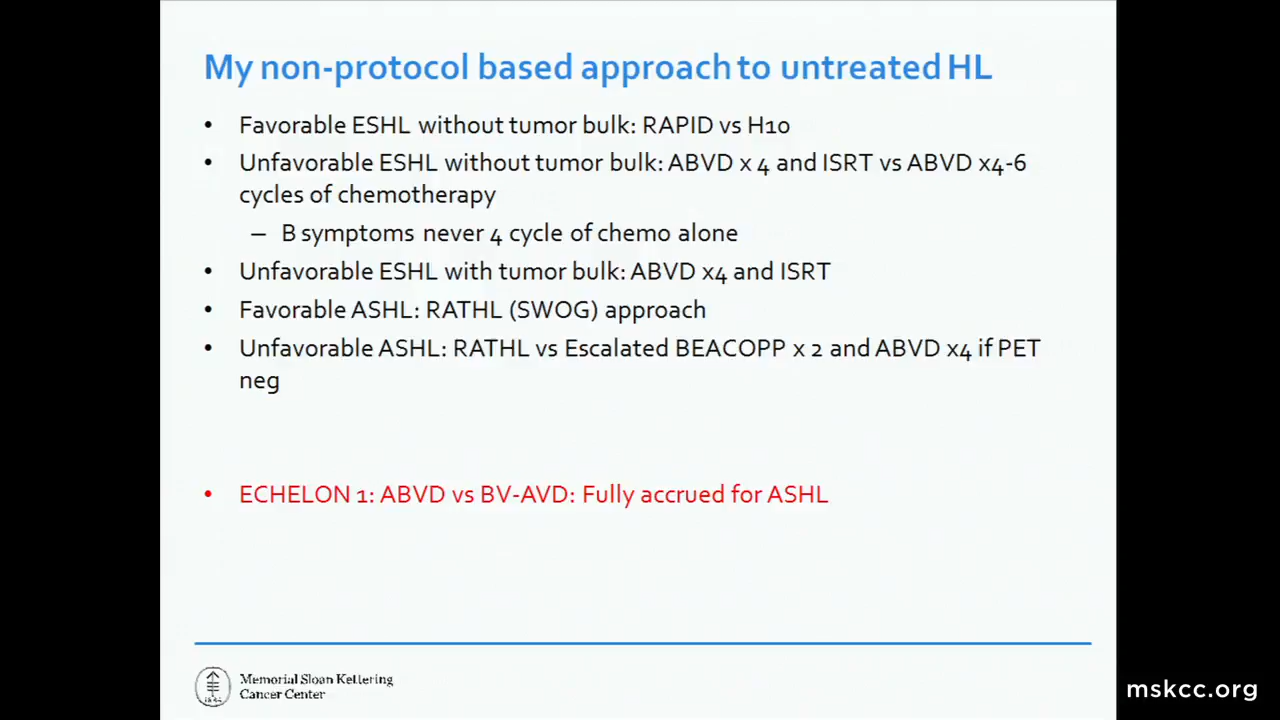 My non-protocol based approach to untreated HL
• Favorable ESHL without tumor bulk: RAPID vs H10
• Unfavorable ESHL without tumor bulk: ABVD x 4 and ISRT vs ABVD x4-6
cycles of chemotherapy
– B symptoms never 4 cycle of chemo alone
• Unfavorable ESHL with tumor bulk: ABVD x4 and ISRT
• Favorable ASHL: RATHL (SWOG) approach
• Unfavorable ASHL: RATHL vs Escalated BEACOPP x 2 and ABVD x4 if PET
neg
• ECHELON 1: ABVD vs BV-AVD: Fully accrued for ASHL
Memorial Sloan Kettering
Cancer Center
mskcc.org